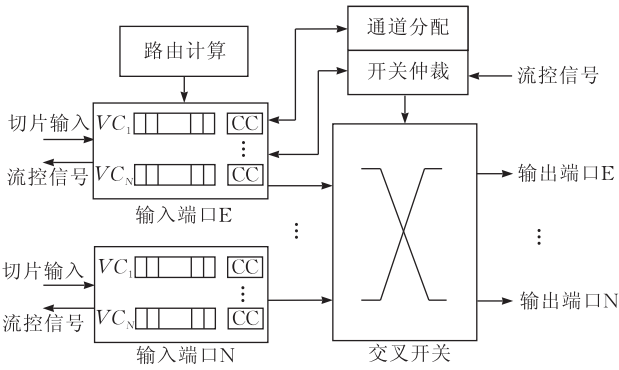 通道分配
路由计算
开关仲裁
流控信号
切片输入
VC₁
CC
流控信号
VC_N
CC
输入端口E
输出端口E
切片输入
VC₁
CC
流控信号
VC_N
CC
输出端口N
输入端口N
交叉开关